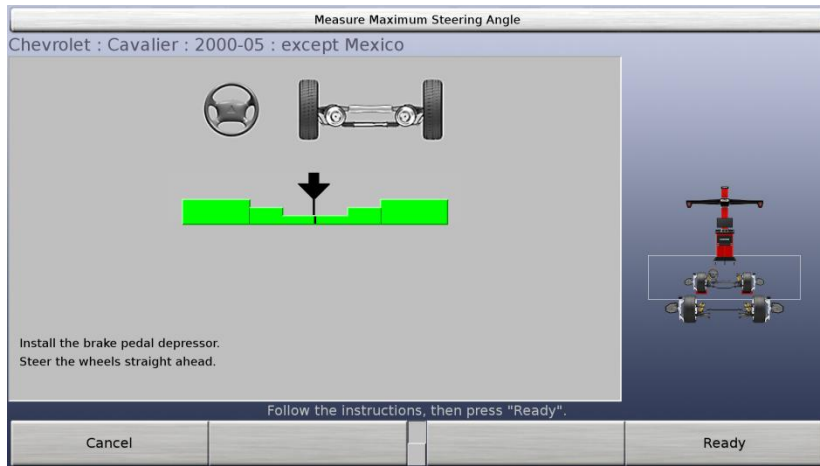 Measure Maximum Steering Angle
Chevrolet : Cavalier : 2000-05 : except Mexico
Install the brake pedal depressor.
Steer the wheels straight ahead.
Follow the instructions, then press "Ready".
Cancel
Ready